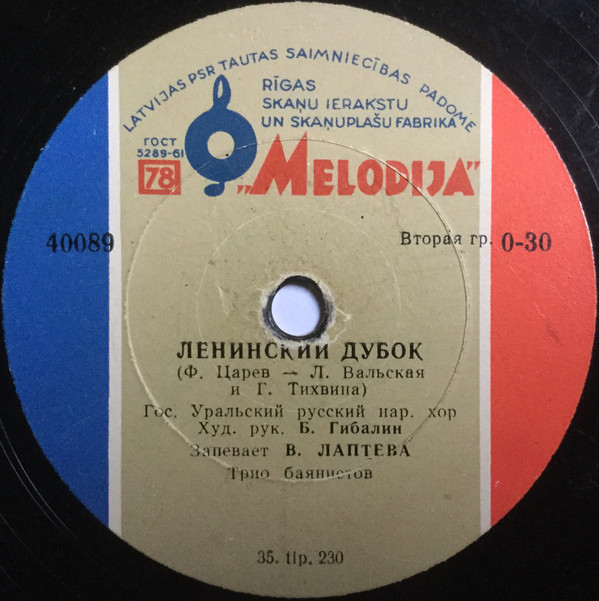 LATVIJAS PSR TAUTAS SAIMNIECĪBAS PADOME
RĪGAS
SKAŅU IERAKSTU
UN SKAŅUPLAŠU FABRIKA
ГОСТ
5289-61
78
„MELODIJA"
40089
Вторая гр. 0-30
ЛЕНИНСКИЙ ДУБОК
(Ф. Царев — Л. Вальская
и Г. Тихвина)
Гос. Уральский русский нар. хор
Худ. рук. Б. Гибалин
Запевает В. ЛАПТЕВА
Трио баянистов
35. tip. 230